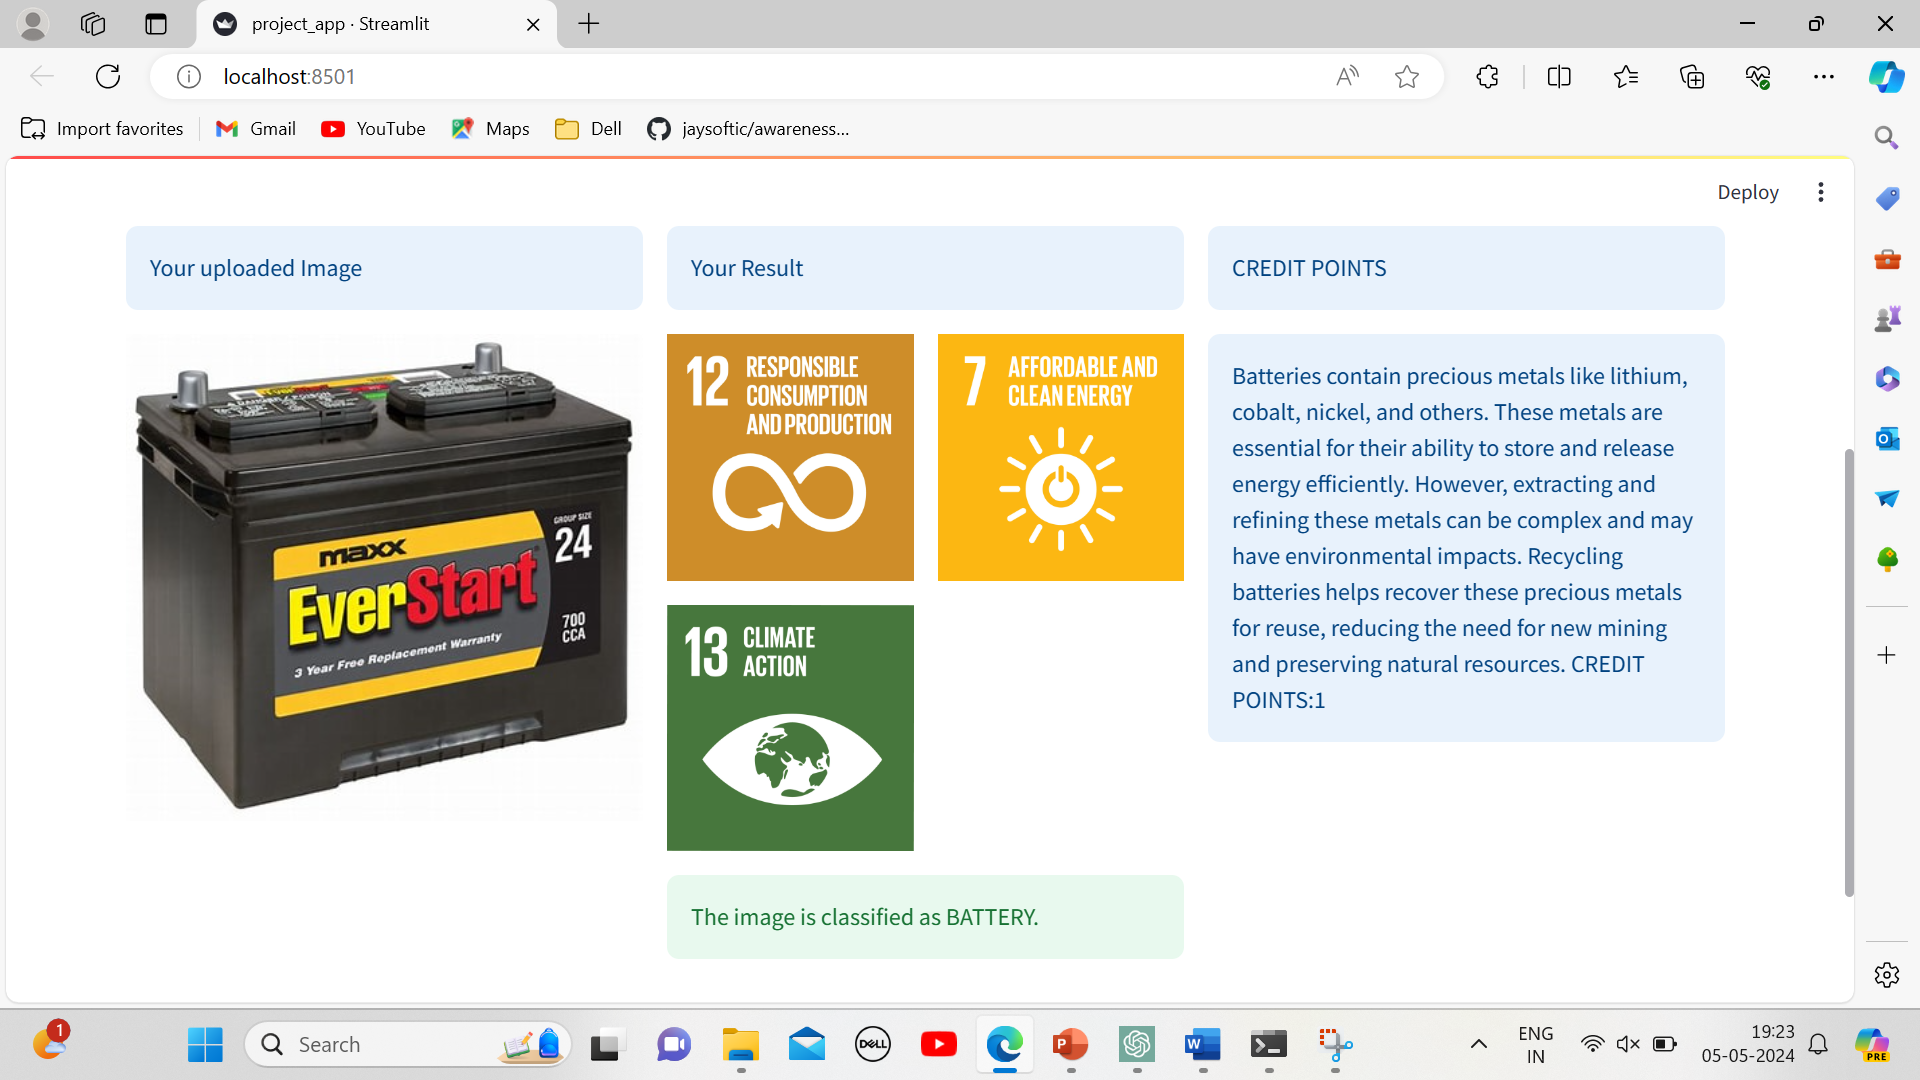 project_app · Streamlit
localhost:8501
Import favorites
Gmail
YouTube
Maps
Dell
jaysoftic/awareness...
Deploy
Your uploaded Image
maxx
EverStart
3 Year Free Replacement Warranty
GROUP SIZE
24
700
CCA
Your Result
12 RESPONSIBLE
CONSUMPTION
AND PRODUCTION
7 AFFORDABLE AND
CLEAN ENERGY
13 CLIMATE
ACTION
The image is classified as BATTERY.
CREDIT POINTS
Batteries contain precious metals like lithium,
cobalt, nickel, and others. These metals are
essential for their ability to store and release
energy efficiently. However, extracting and
refining these metals can be complex and may
have environmental impacts. Recycling
batteries helps recover these precious metals
for reuse, reducing the need for new mining
and preserving natural resources. CREDIT
POINTS:1
1
Search
DELL
ENG
IN
19:23
05-05-2024
PRE